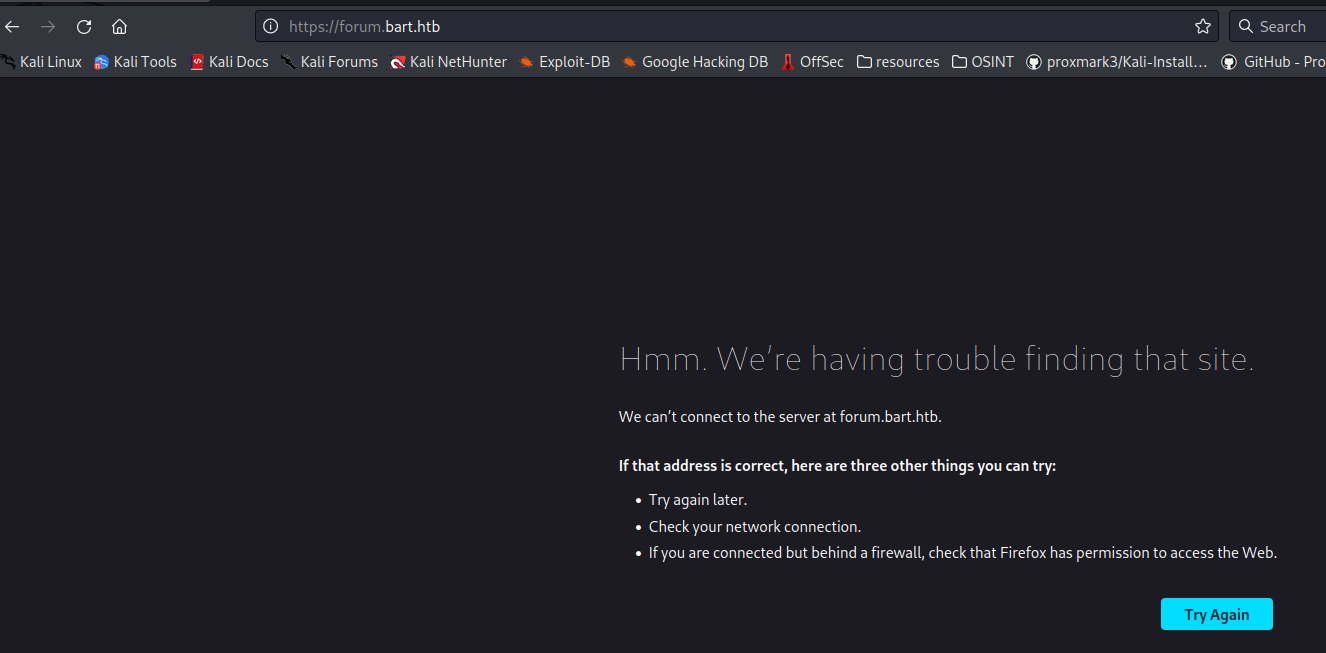 https://forum.bart.htb
Search
Kali Linux Kali Tools Kali Docs Kali Forums Kali NetHunter Exploit-DB Google Hacking DB OffSec resources OSINT proxmark3/Kali-Install... GitHub - Pro
Hmm. We're having trouble finding that site.
We can't connect to the server at forum.bart.htb.
If that address is correct, here are three other things you can try:
• Try again later.
• Check your network connection.
• If you are connected but behind a firewall, check that Firefox has permission to access the Web.
Try Again